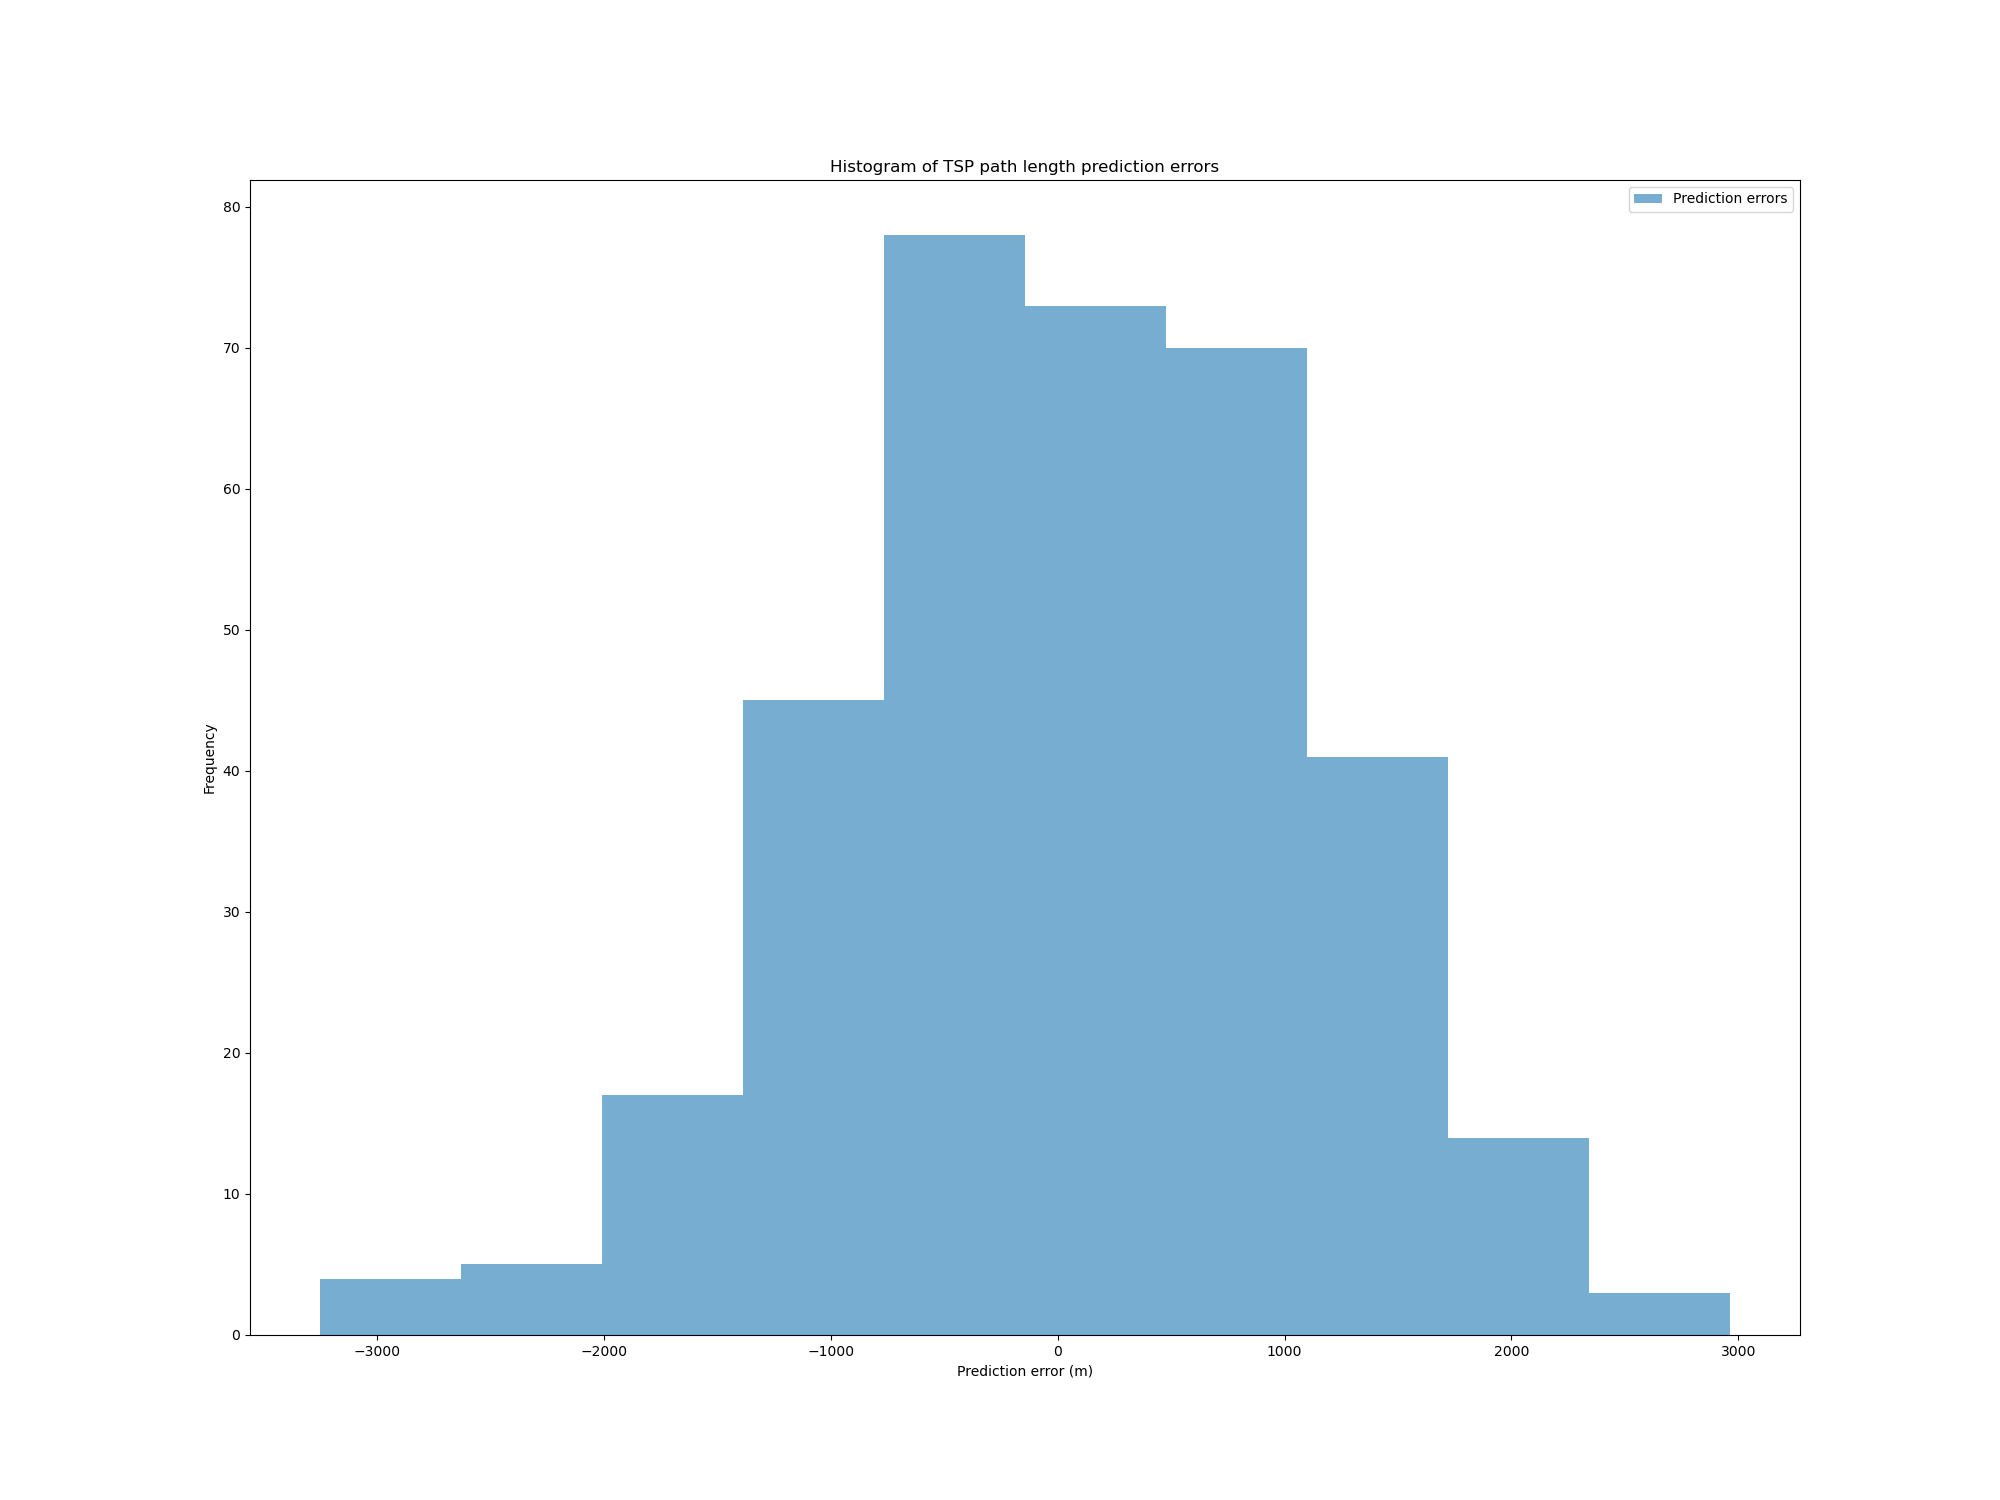 Histogram of TSP path length prediction errors
Prediction errors
80
70
60
50
40
30
20
10
0
Frequency
−3000 −2000 −1000 0 1000 2000 3000
Prediction error (m)